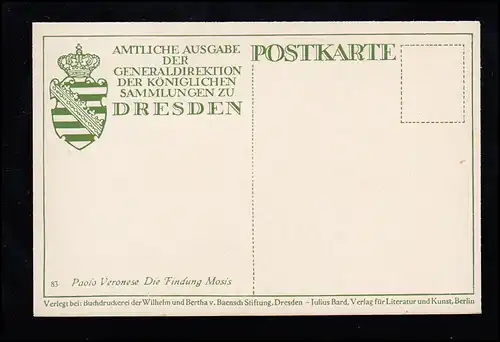 AMTLICHE AUSGABE
DER
GENERALDIREKTION
DER KÖNIGLICHEN
SAMMLUNGEN ZU
DRESDEN
POSTKARTE
83 Paolo Veronese Die Findung Mosis
Verlegt bei: Buchdruckerei der Wilhelm und Bertha v. Baensch Stiftung, Dresden – Julius Bard, Verlag für Literatur und Kunst, Berlin